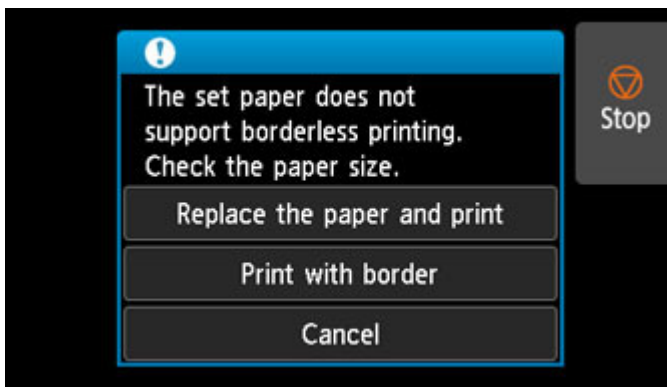 The set paper does not
support borderless printing.
Check the paper size.
Stop
Replace the paper and print
Print with border
Cancel